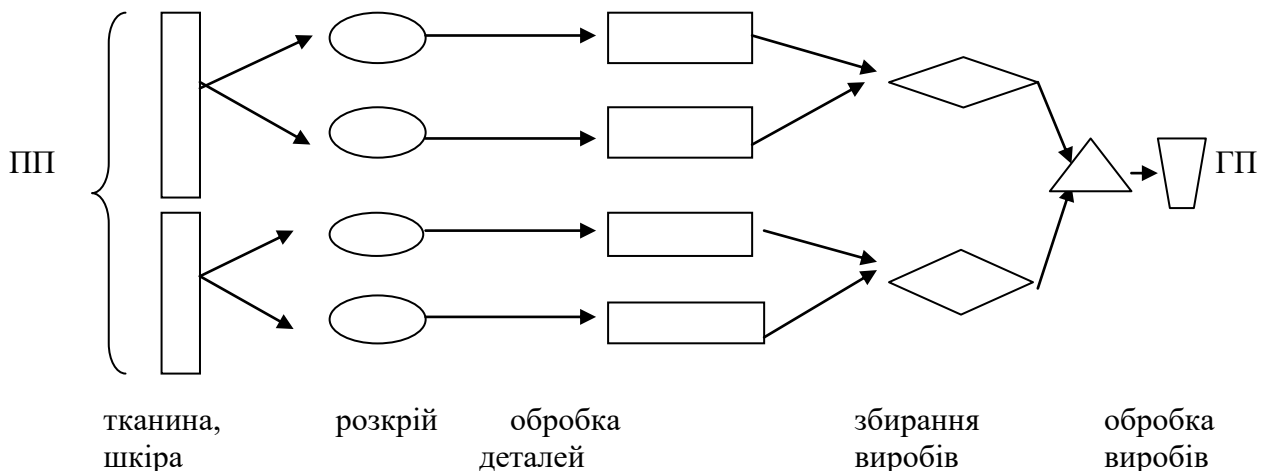 ПП
ГП
тканина, розкрій обробка збирання обробка
шкіра деталей виробів виробів